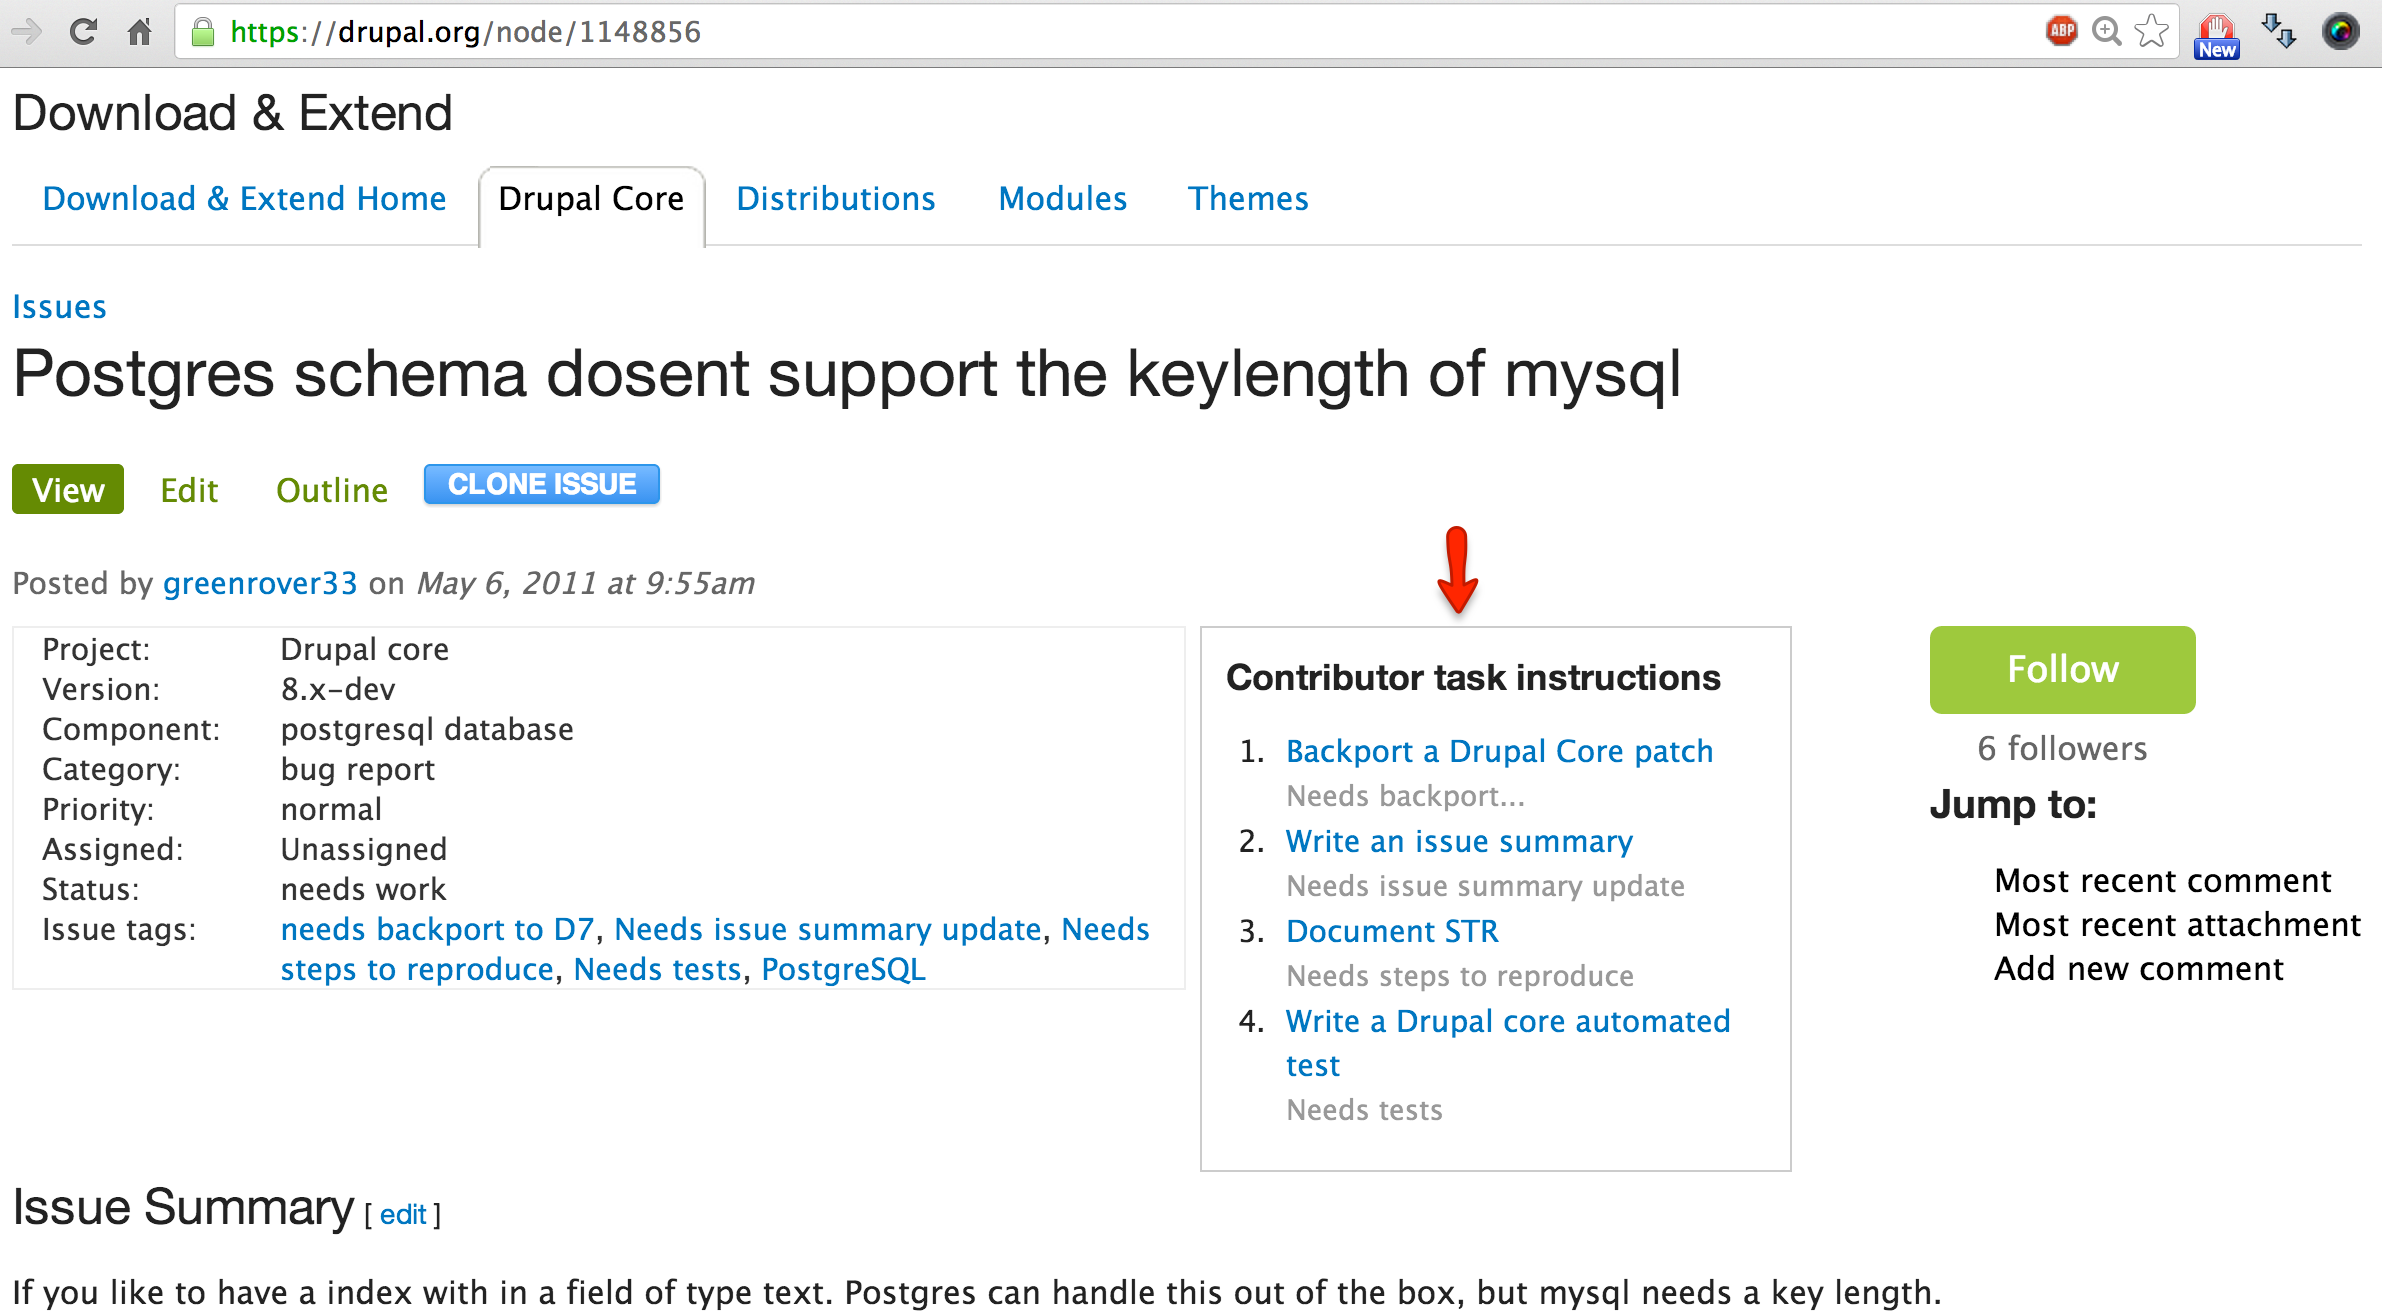 https://drupal.org/node/1148856
ABP
New
Download & Extend
Download & Extend Home Drupal Core Distributions Modules Themes
Issues
Postgres schema dosent support the keylength of mysql
View Edit Outline CLONE ISSUE
Posted by greenrover33 on May 6, 2011 at 9:55am
Project: Drupal core
Version: 8.x-dev
Component: postgresql database
Category: bug report
Priority: normal
Assigned: Unassigned
Status: needs work
Issue tags: needs backport to D7, Needs issue summary update, Needs
steps to reproduce, Needs tests, PostgreSQL
Contributor task instructions
1. Backport a Drupal Core patch
Needs backport...
2. Write an issue summary
Needs issue summary update
3. Document STR
Needs steps to reproduce
4. Write a Drupal core automated
test
Needs tests
Follow
6 followers
Jump to:
Most recent comment
Most recent attachment
Add new comment
Issue Summary [ edit ]
If you like to have a index with in a field of type text. Postgres can handle this out of the box, but mysql needs a key length.